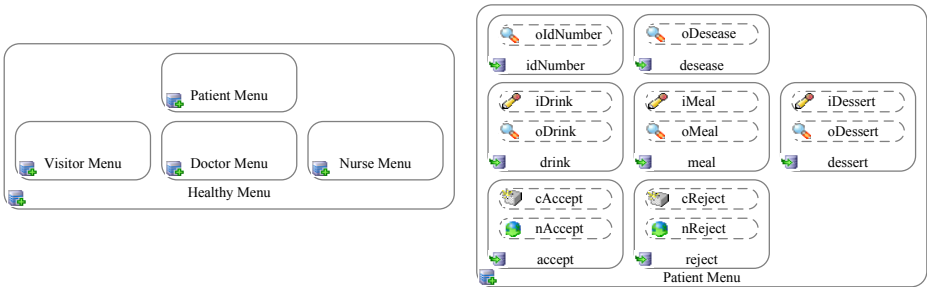 Patient Menu
Visitor Menu
Doctor Menu
Nurse Menu
Healthy Menu
oIdNumber
oDesease
idNumber
desease
iDrink
iMeal
iDessert
oDrink
oMeal
oDessert
drink
meal
dessert
cAccept
cReject
nAccept
nReject
accept
reject
Patient Menu